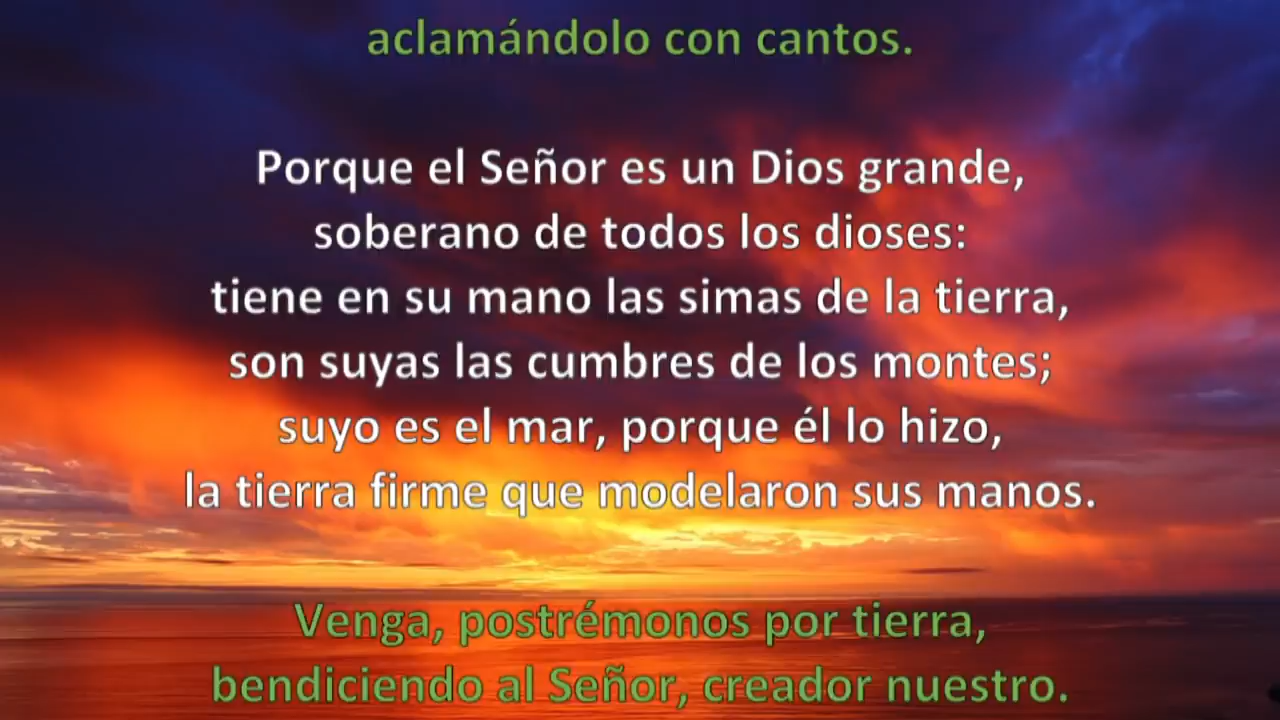 aclamándolo con cantos.
Porque el Señor es un Dios grande,
soberano de todos los dioses:
tiene en su mano las simas de la tierra,
son suyas las cumbres de los montes;
suyo es el mar, porque él lo hizo,
la tierra firme que modelaron sus manos.
Venga, postrémonos por tierra,
bendiciendo al Señor, creador nuestro.